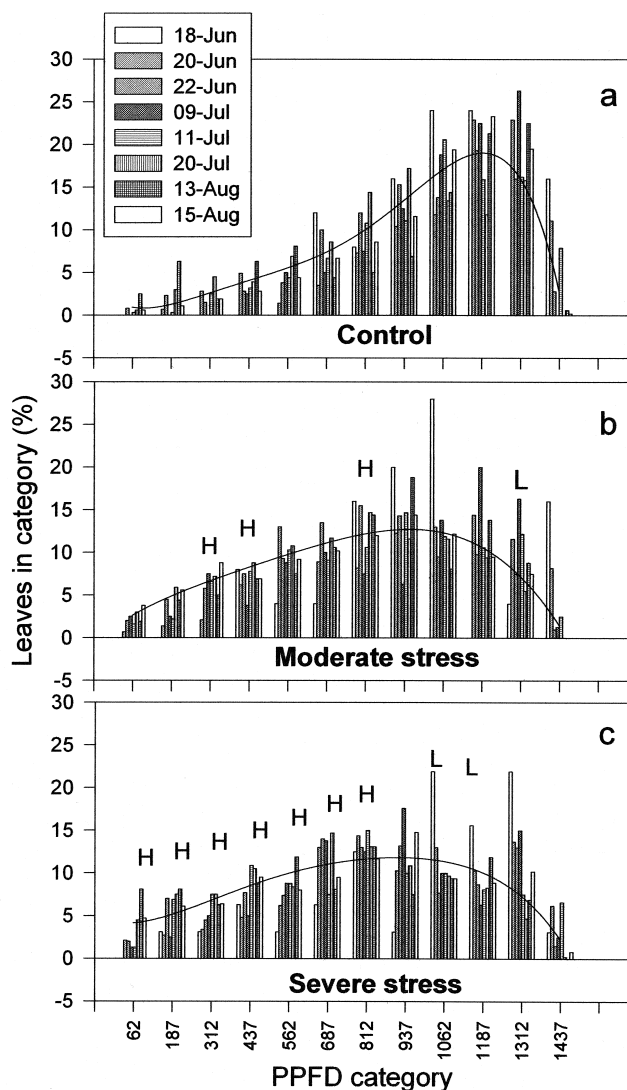 18-Jun
20-Jun
22-Jun
09-Jul
11-Jul
20-Jul
13-Aug
15-Aug
30
25
20
15
10
5
0
-5
a
Control
30
25
20
15
10
5
0
-5
b
H H H L
Moderate stress
30
25
20
15
10
5
0
-5
c
H H H H H H H L L
Severe stress
Leaves in category (%)
62 187 312 437 562 687 812 937 1062 1187 1312 1437
PPFD category